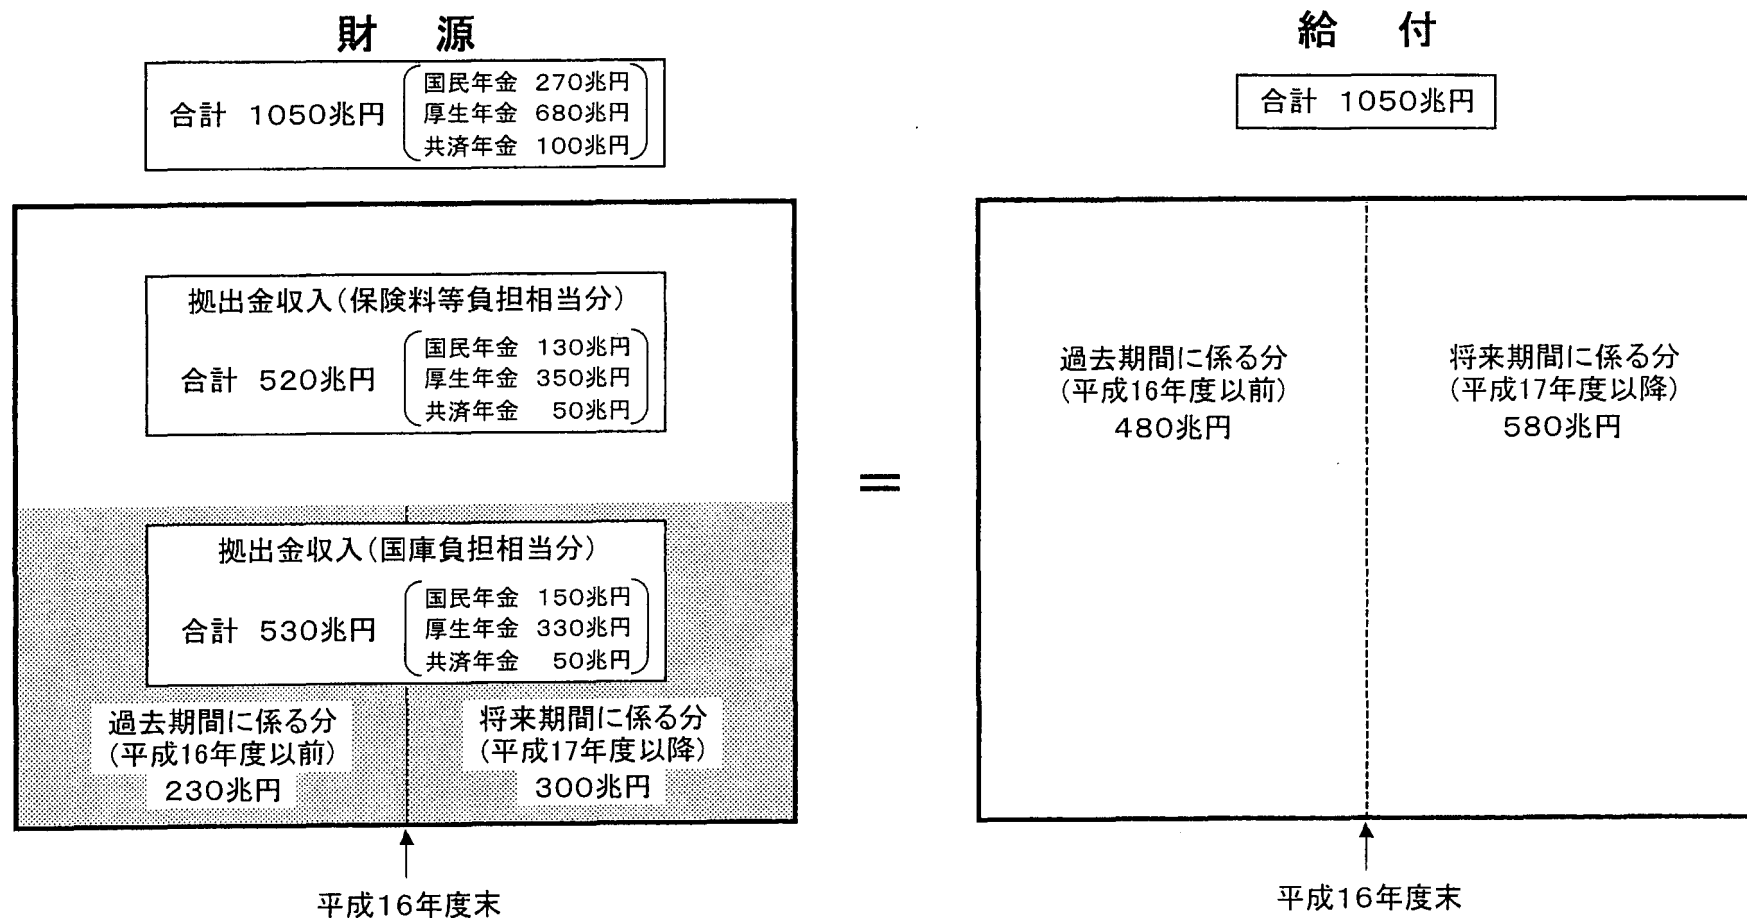 財 源
合計 1050兆円
国民年金 270兆円
厚生年金 680兆円
共済年金 100兆円
拠出金収入(保険料等負担相当分)
合計 520兆円
国民年金 130兆円
厚生年金 350兆円
共済年金 50兆円
拠出金収入(国庫負担相当分)
合計 530兆円
国民年金 150兆円
厚生年金 330兆円
共済年金 50兆円
過去期間に係る分
(平成16年度以前)
230兆円
将来期間に係る分
(平成17年度以降)
300兆円
平成16年度末
=
給 付
合計 1050兆円
過去期間に係る分
(平成16年度以前)
480兆円
将来期間に係る分
(平成17年度以降)
580兆円
平成16年度末